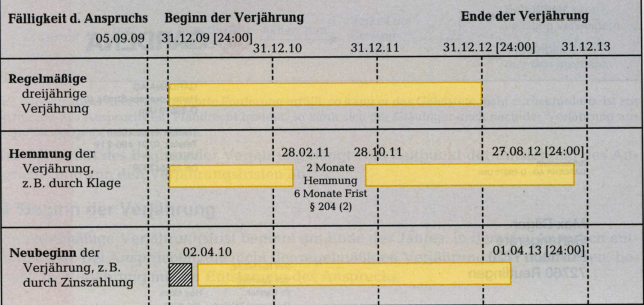 Fälligkeit d. Anspruchs Beginn der Verjährung Ende der Verjährung
05.09.09 31.12.09 [24:00] 31.12.10 31.12.11 31.12.12 [24:00] 31.12.13
Regelmäßige
dreijährige
Verjährung
Hemmung der 28.02.11 28.10.11 27.08.12 [24:00]
Verjährung,
z.B. durch Klage
2 Monate
Hemmung
6 Monate Frist
§ 204 (2)
Neubeginn der 02.04.10 01.04.13 [24:00]
Verjährung, z.B.
durch Zinszahlung
72760 Reutlingen